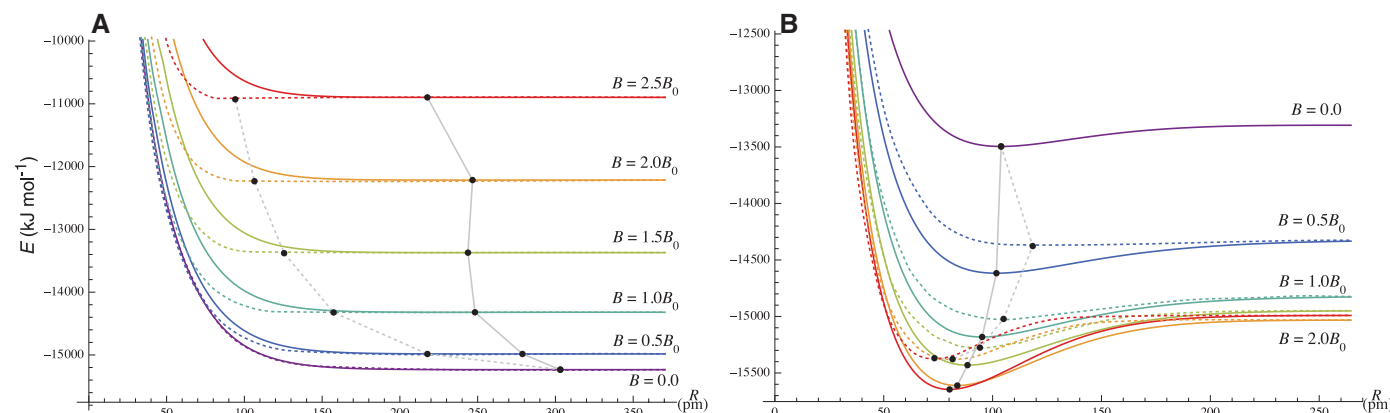 A
E (kJ mol⁻¹)
−10000
−11000
−12000
−13000
−14000
−15000
B = 2.5B₀
B = 2.0B₀
B = 1.5B₀
B = 1.0B₀
B = 0.5B₀
B = 0.0
0
50
100
150
200
250
300
350
R
(pm)
B
−12500
−13000
−13500
−14000
−14500
−15000
−15500
B = 0.0
B = 0.5B₀
B = 1.0B₀
B = 2.0B₀
0
50
100
150
200
250
R
(pm)